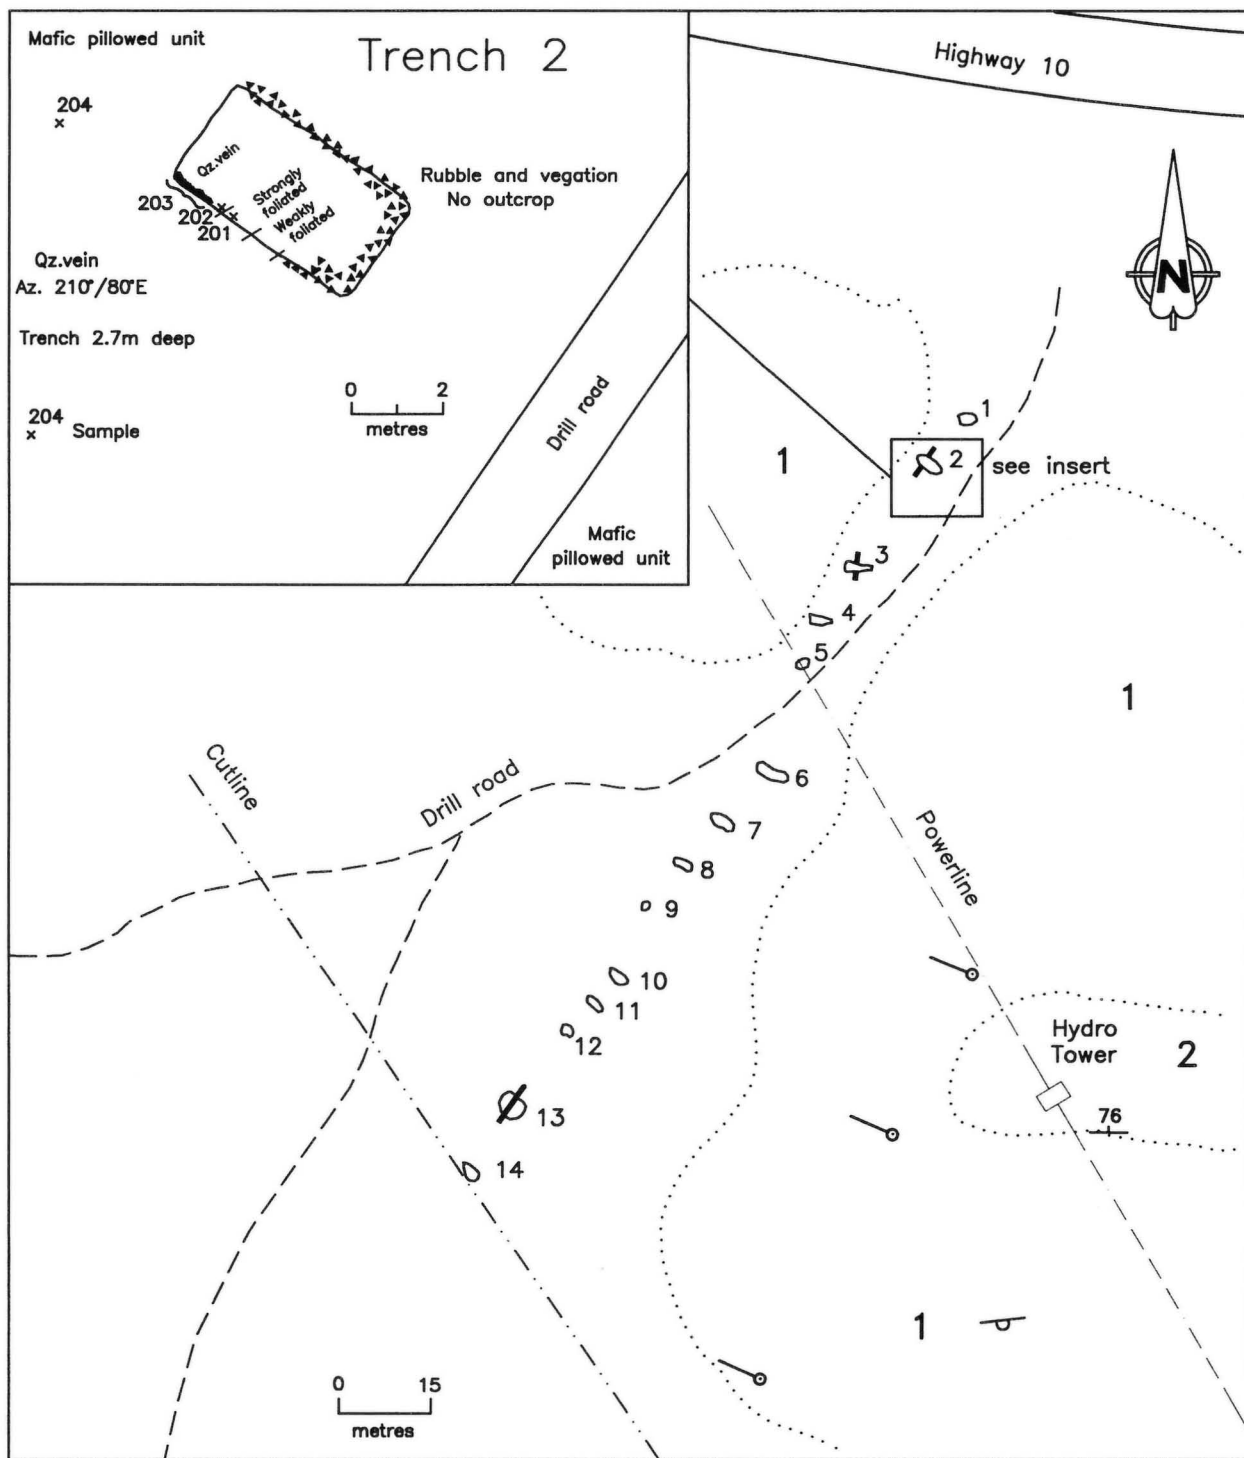 Mafic pillowed unit
Trench 2
204
Qz.vein
Strongly
foliated
Weakly
foliated
203
202
201
Rubble and vegation
No outcrop
Qz.vein
Az. 210°/80°E
Trench 2.7m deep
204
Sample
0 2
metres
Drill road
Mafic
pillowed unit
Highway 10
N
1
1
2
see insert
3
4
5
1
Cutline
Drill road
6
7
8
9
Powerline
10
11
12
13
14
Hydro
Tower
2
76
1
0 15
metres